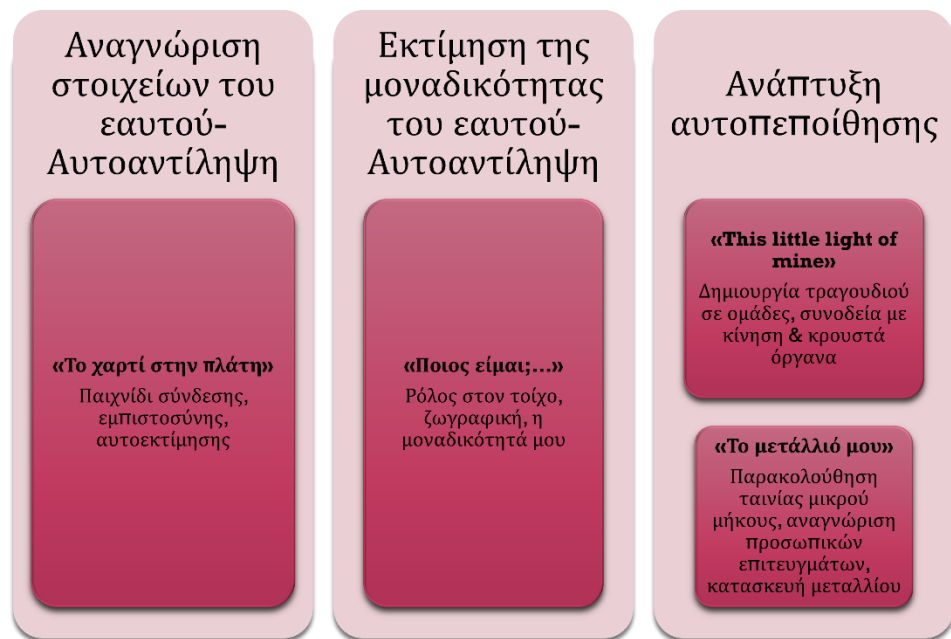 Αναγνώριση
στοιχείων του
εαυτού-
Αυτοαντίληψη
«Το χαρτί στην πλάτη»
Παιχνίδι σύνδεσης,
εμπιστοσύνης,
αυτοεκτίμησης
Εκτίμηση της
μοναδικότητας
του εαυτού-
Αυτοαντίληψη
«Ποιος είμαι;...»
Ρόλος στον τοίχο,
ζωγραφική, η
μοναδικότητά μου
Ανάπτυξη
αυτοπεποίθησης
«This little light of
mine»
Δημιουργία τραγουδιού
σε ομάδες, συνοδεία με
κίνηση & κρουστά
όργανα
«Το μετάλλιό μου»
Παρακολούθηση
ταινίας μικρού
μήκους, αναγνώριση
προσωπικών
επιτευγμάτων,
κατασκευή μεταλλίου